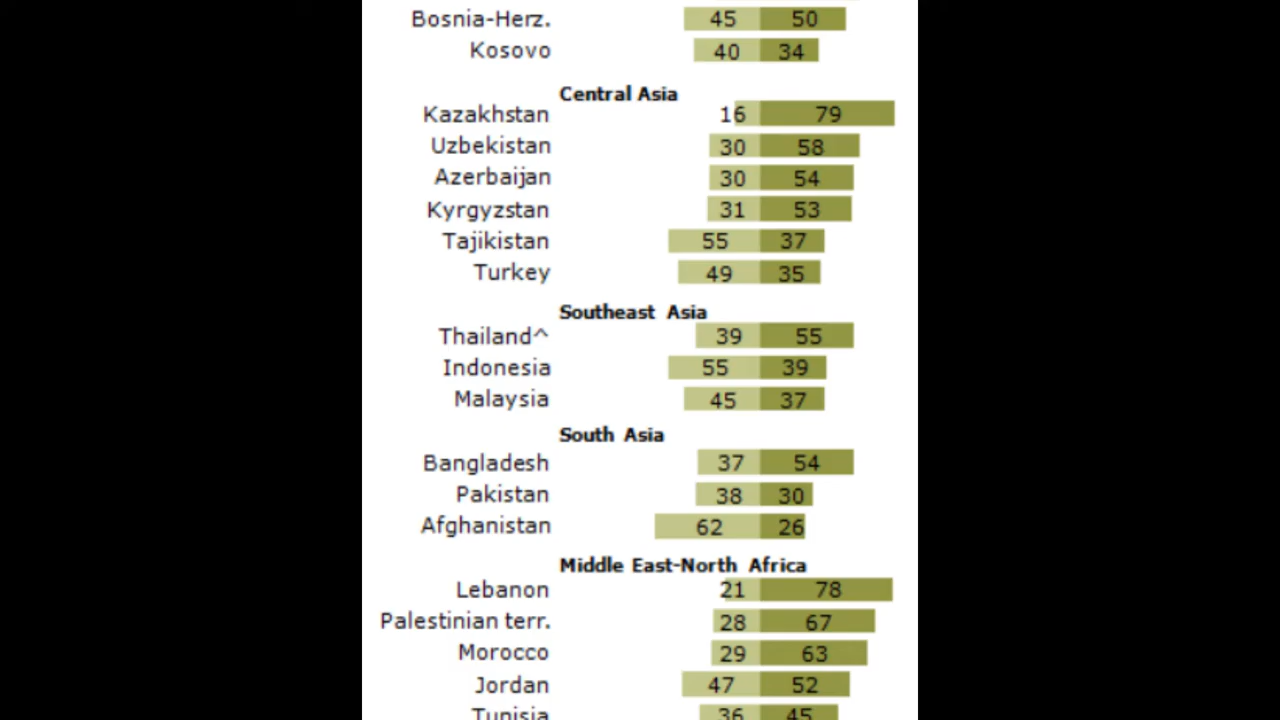 Bosnia-Herz. 45 50
Kosovo 40 34
Central Asia
Kazakhstan 16 79
Uzbekistan 30 58
Azerbaijan 30 54
Kyrgyzstan 31 53
Tajikistan 55 37
Turkey 49 35
Southeast Asia
Thailand^ 39 55
Indonesia 55 39
Malaysia 45 37
South Asia
Bangladesh 37 54
Pakistan 38 30
Afghanistan 62 26
Middle East-North Africa
Lebanon 21 78
Palestinian terr. 28 67
Morocco 29 63
Jordan 47 52
Tunisia 36 45